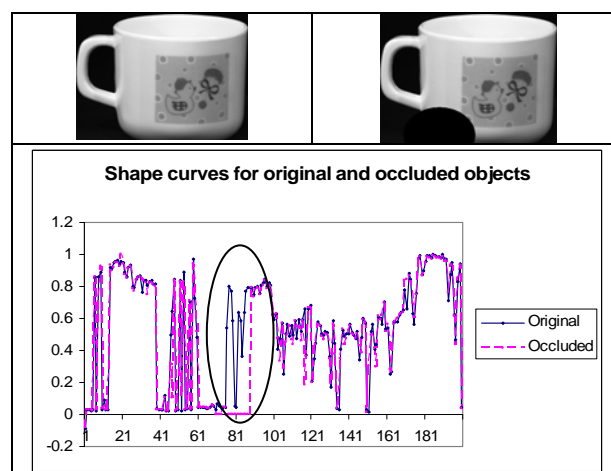 Shape curves for original and occluded objects
1.2
1
0.8
0.6
0.4
0.2
0
-0.2
1 21 41 61 81 101 121 141 161 181
Original
Occluded